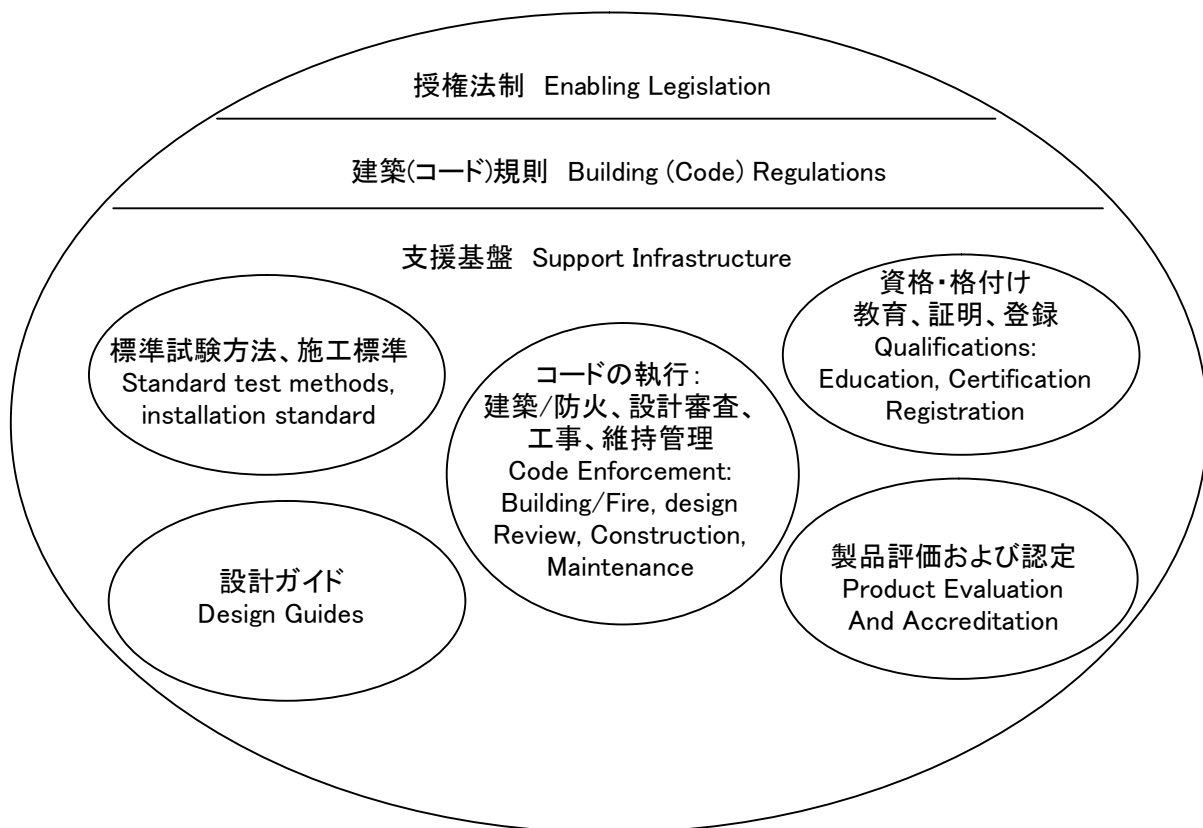 授権法制 Enabling Legislation
建築(コード)規則 Building (Code) Regulations
支援基盤 Support Infrastructure
標準試験方法、施工標準
Standard test methods,
installation standard
設計ガイド
Design Guides
コードの執行:
建築/防火、設計審査、
工事、維持管理
Code Enforcement:
Building/Fire, design
Review, Construction,
Maintenance
資格・格付け
教育、証明、登録
Qualifications:
Education, Certification
Registration
製品評価および認定
Product Evaluation
And Accreditation